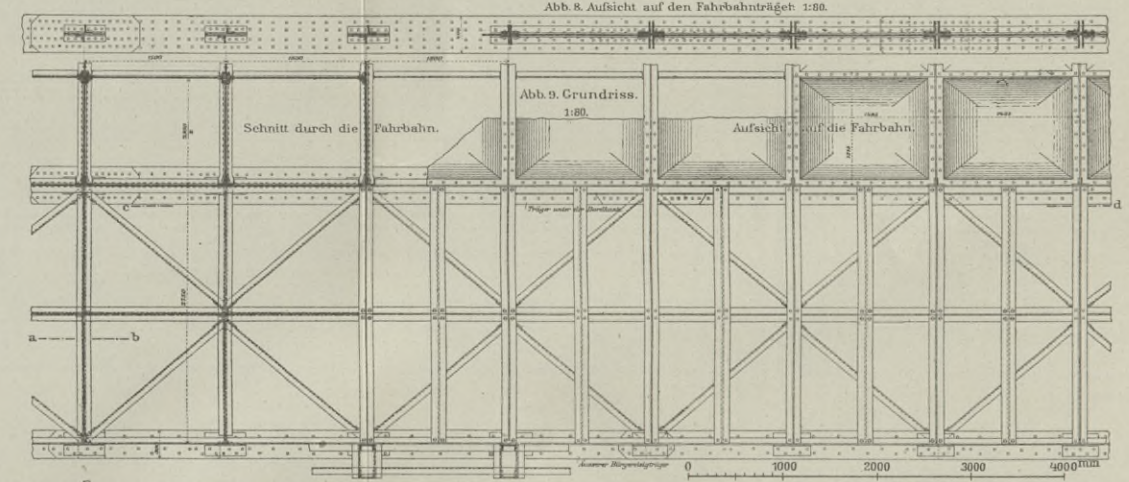 Abb. 8. Aufsicht auf den Fahrbahnträger. 1:80.
Abb. 9. Grundriss.
1:80.
Schnitt durch die Fahrbahn.
Aufsicht auf die Fahrbahn.
c
d
Träger unter der Bordkante
a
b
Äusserer Bürgersteigträger
0 1000 2000 3000 4000 mm